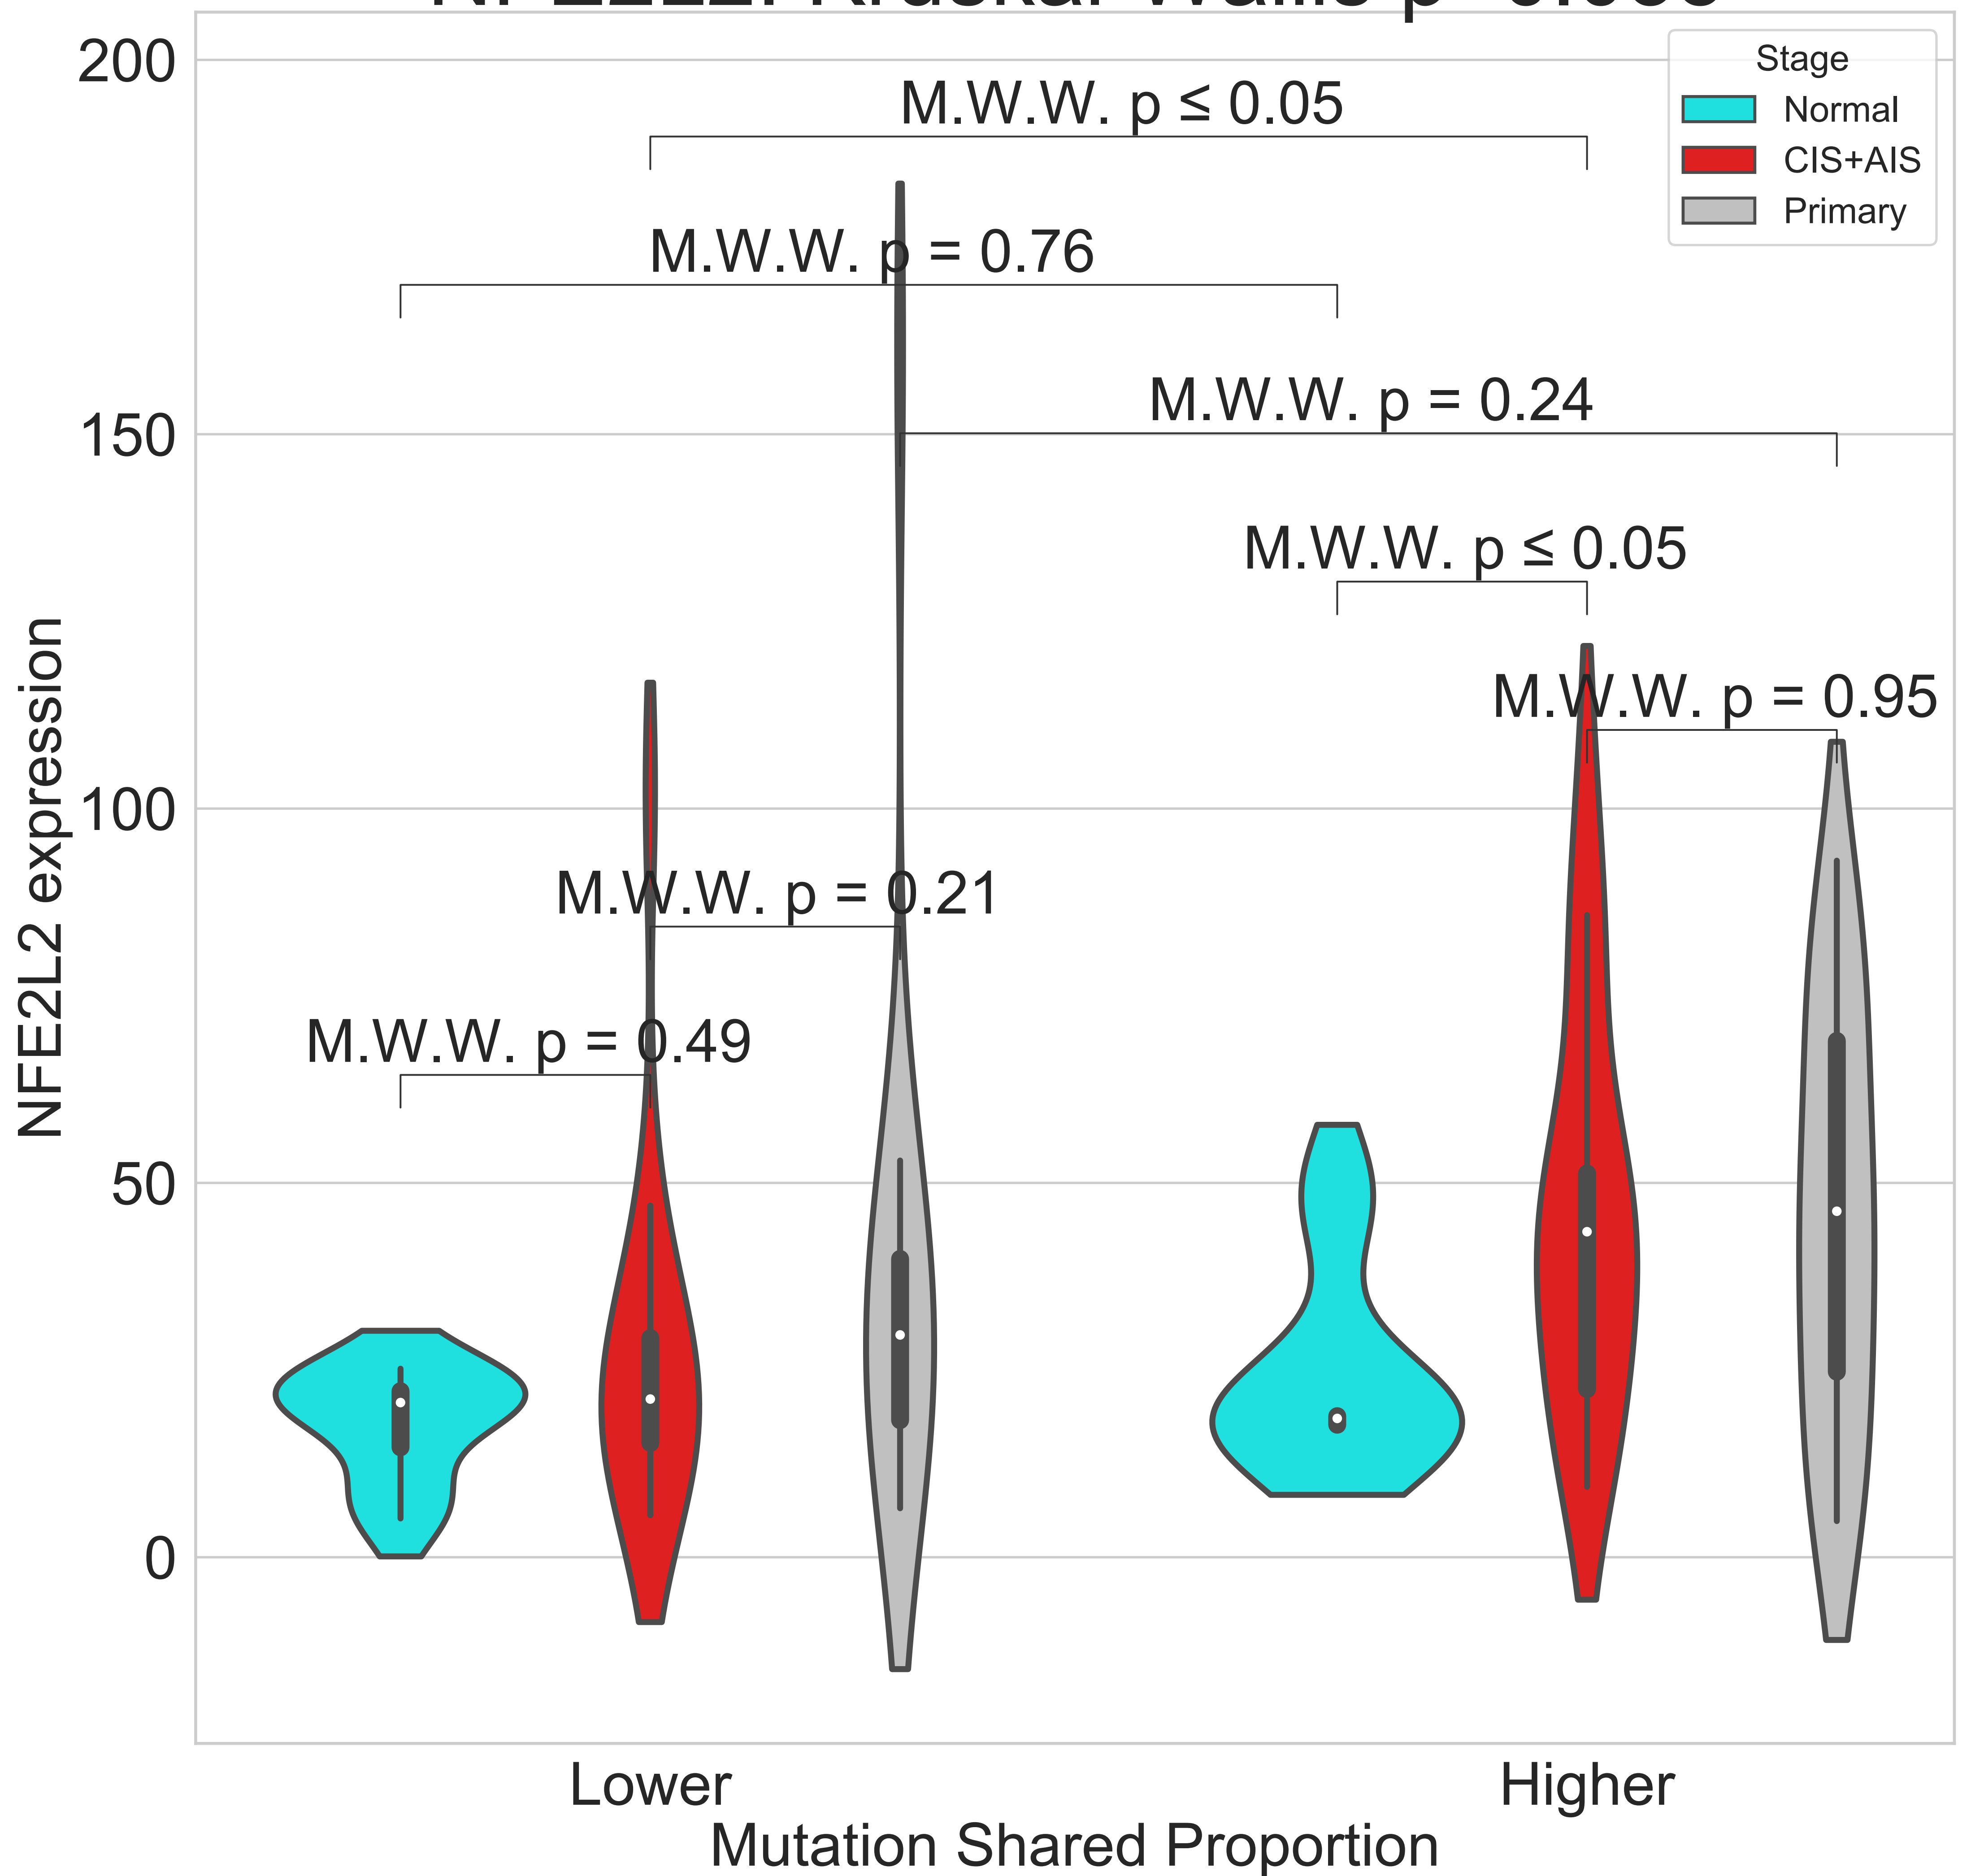 200
150
100
50
0
NFE2L2 expression
Stage
Normal
CIS+AIS
Primary
M.W.W. p ≤ 0.05
M.W.W. p = 0.76
M.W.W. p = 0.24
M.W.W. p ≤ 0.05
M.W.W. p = 0.95
M.W.W. p = 0.21
M.W.W. p = 0.49
Lower
Higher
Mutation Shared Proportion